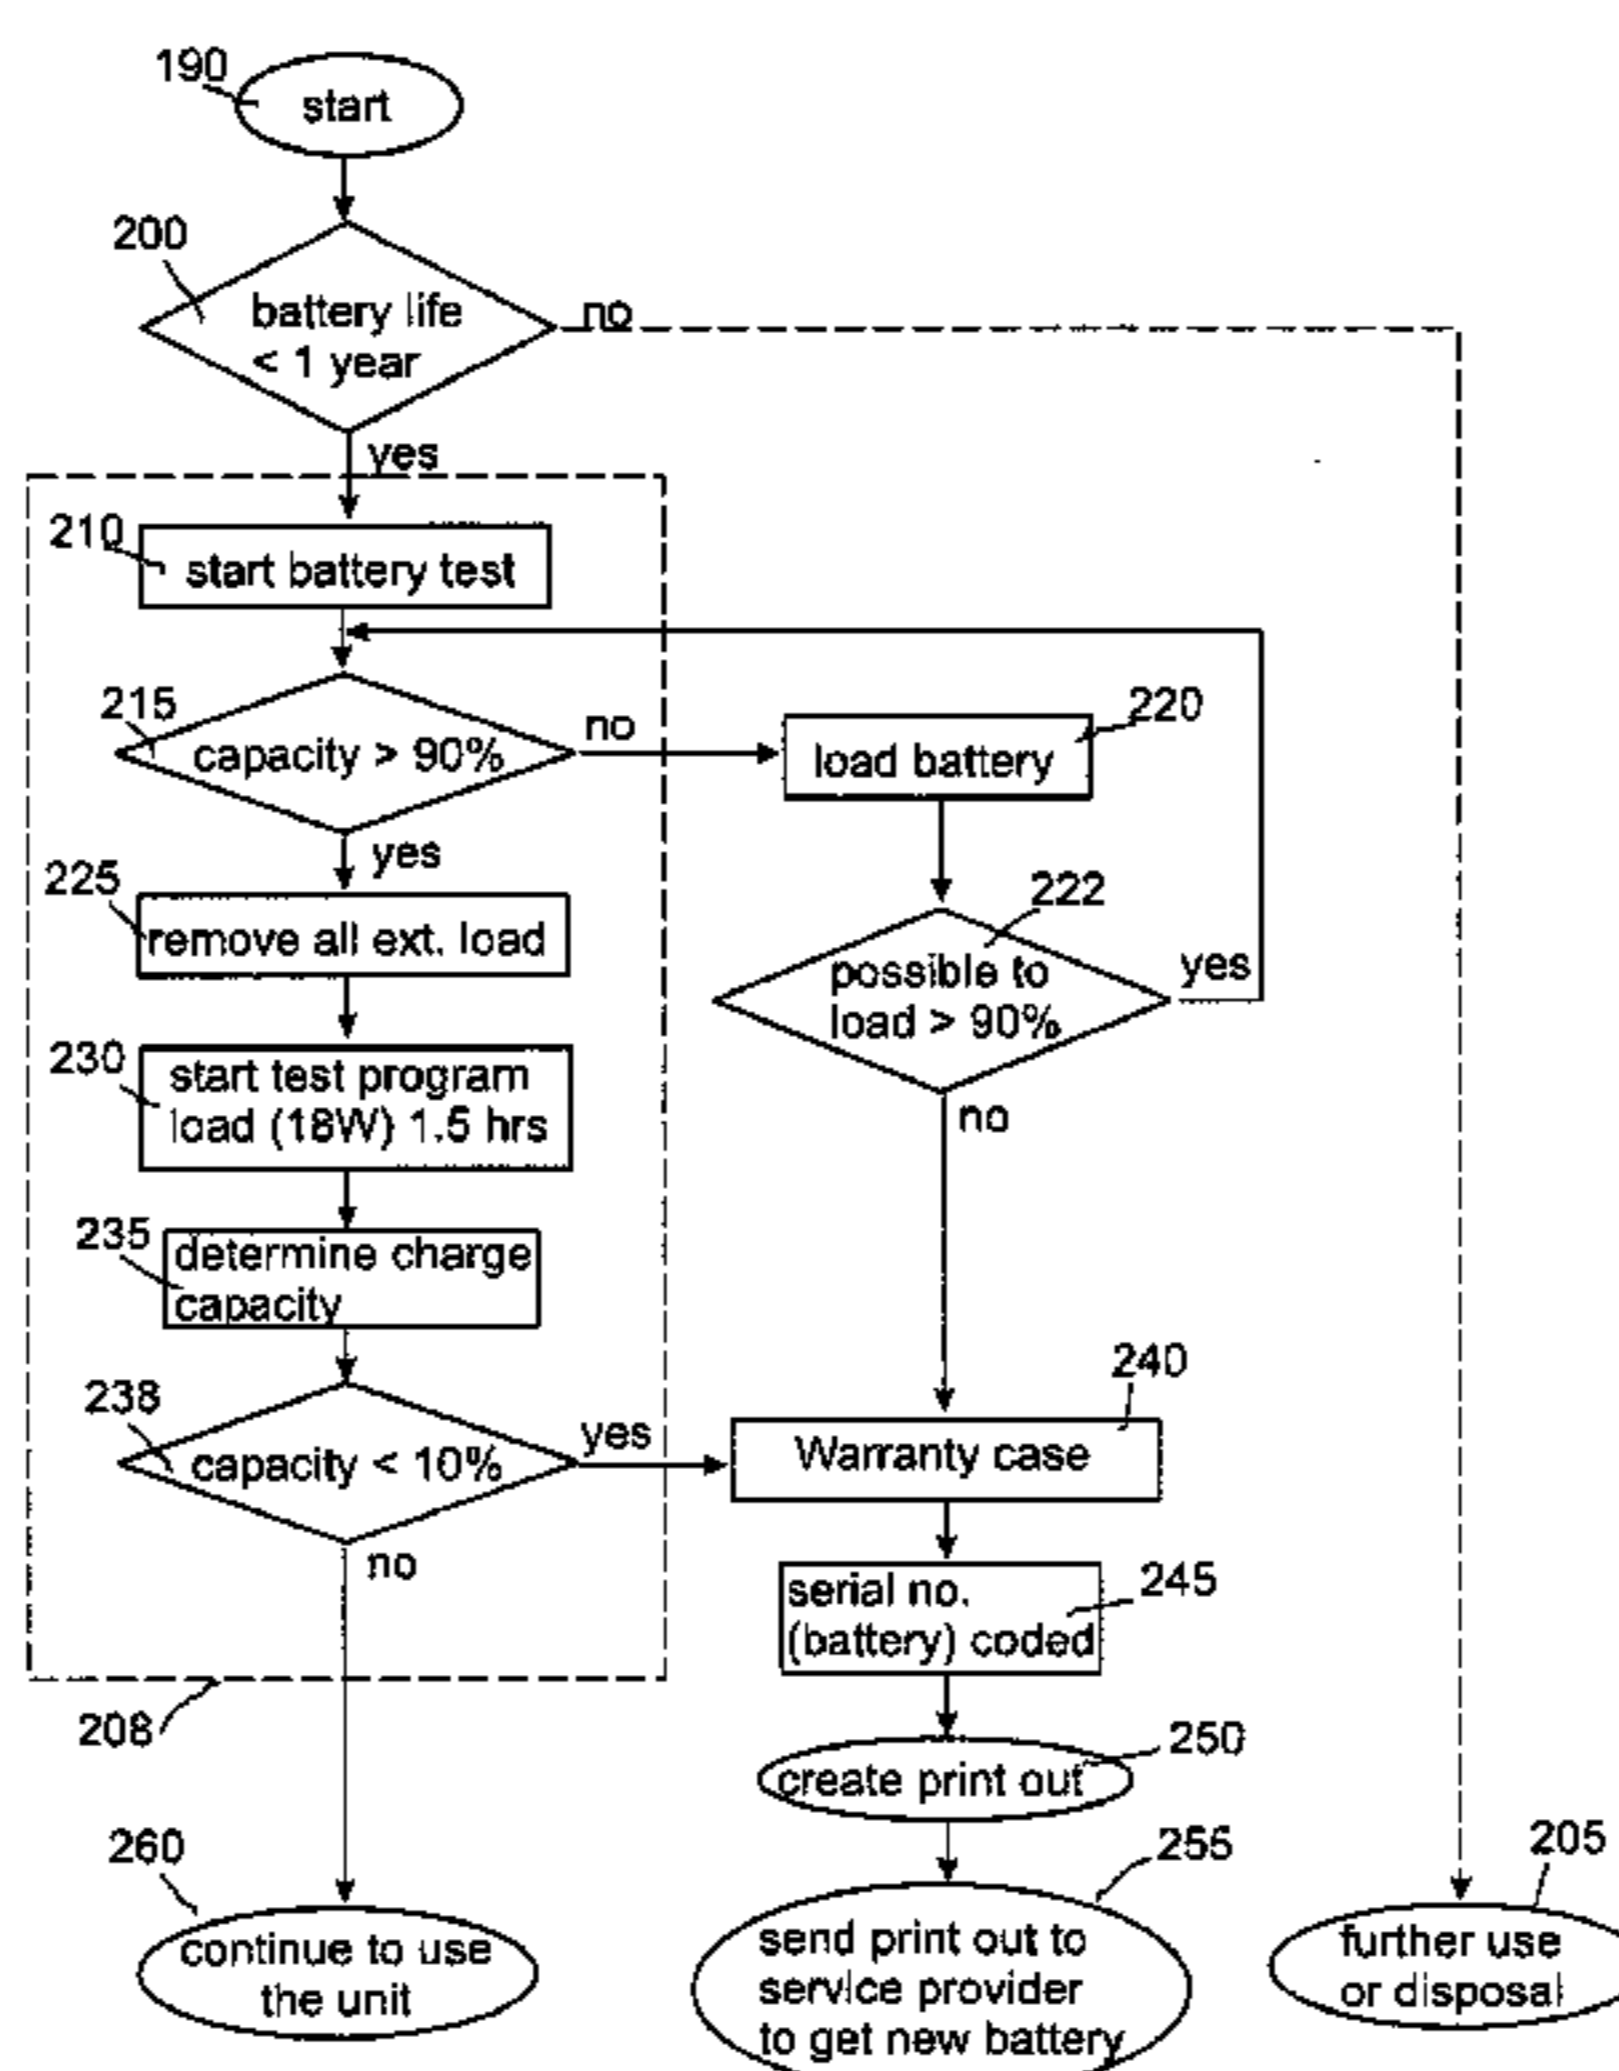 190
start
200
battery life
< 1 year
no
yes
210
start battery test
215
capacity > 90%
no
220
load battery
yes
222
possible to
load > 90%
yes
no
225
remove all ext. load
230
start test program
load (18W) 1.5 hrs
235
determine charge
capacity
238
capacity < 10%
yes
no
240
Warranty case
245
serial no.
(battery) coded
208
250
create print out
260
continue to use
the unit
255
send print out to
service provider
to get new battery
205
further use
or disposal